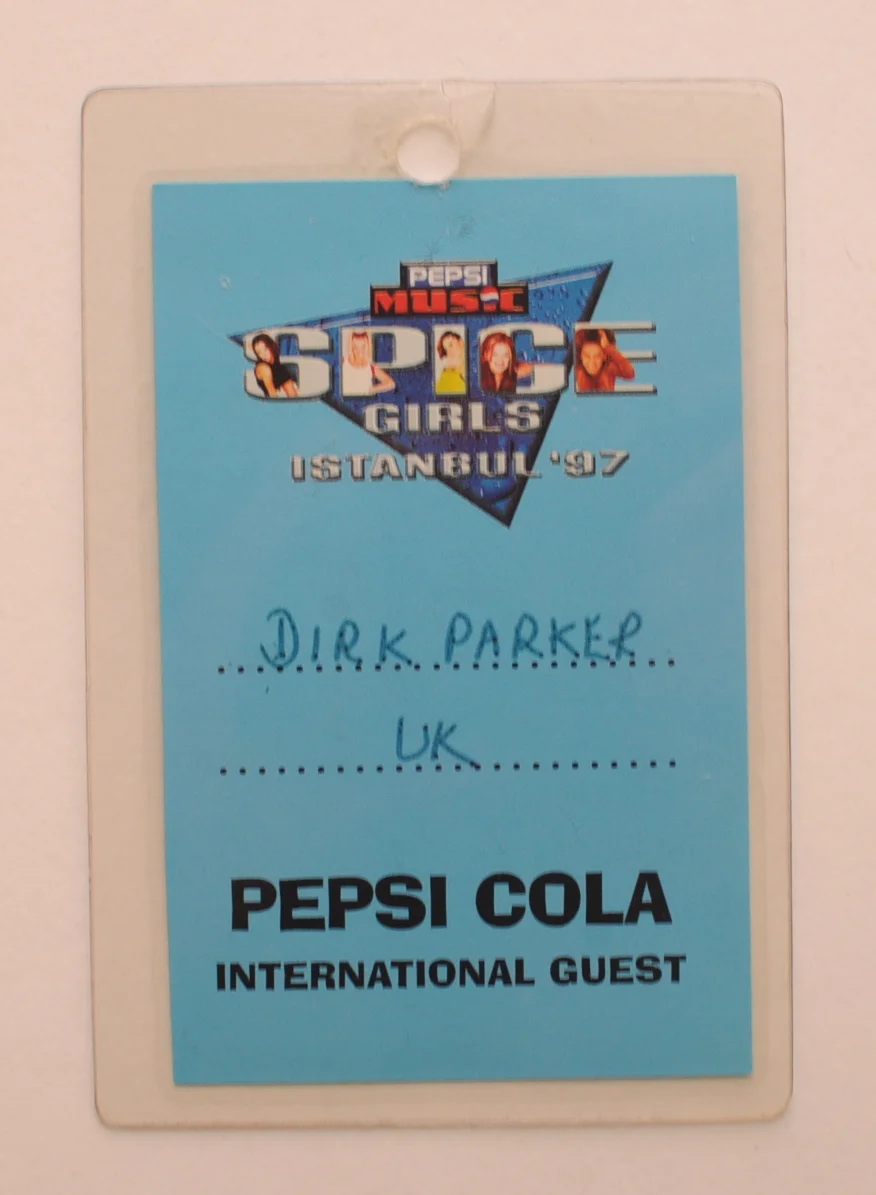 PEPSI
MUSIC
SPICE
GIRLS
ISTANBUL '97
DIRK PARKER
UK
PEPSI COLA
INTERNATIONAL GUEST